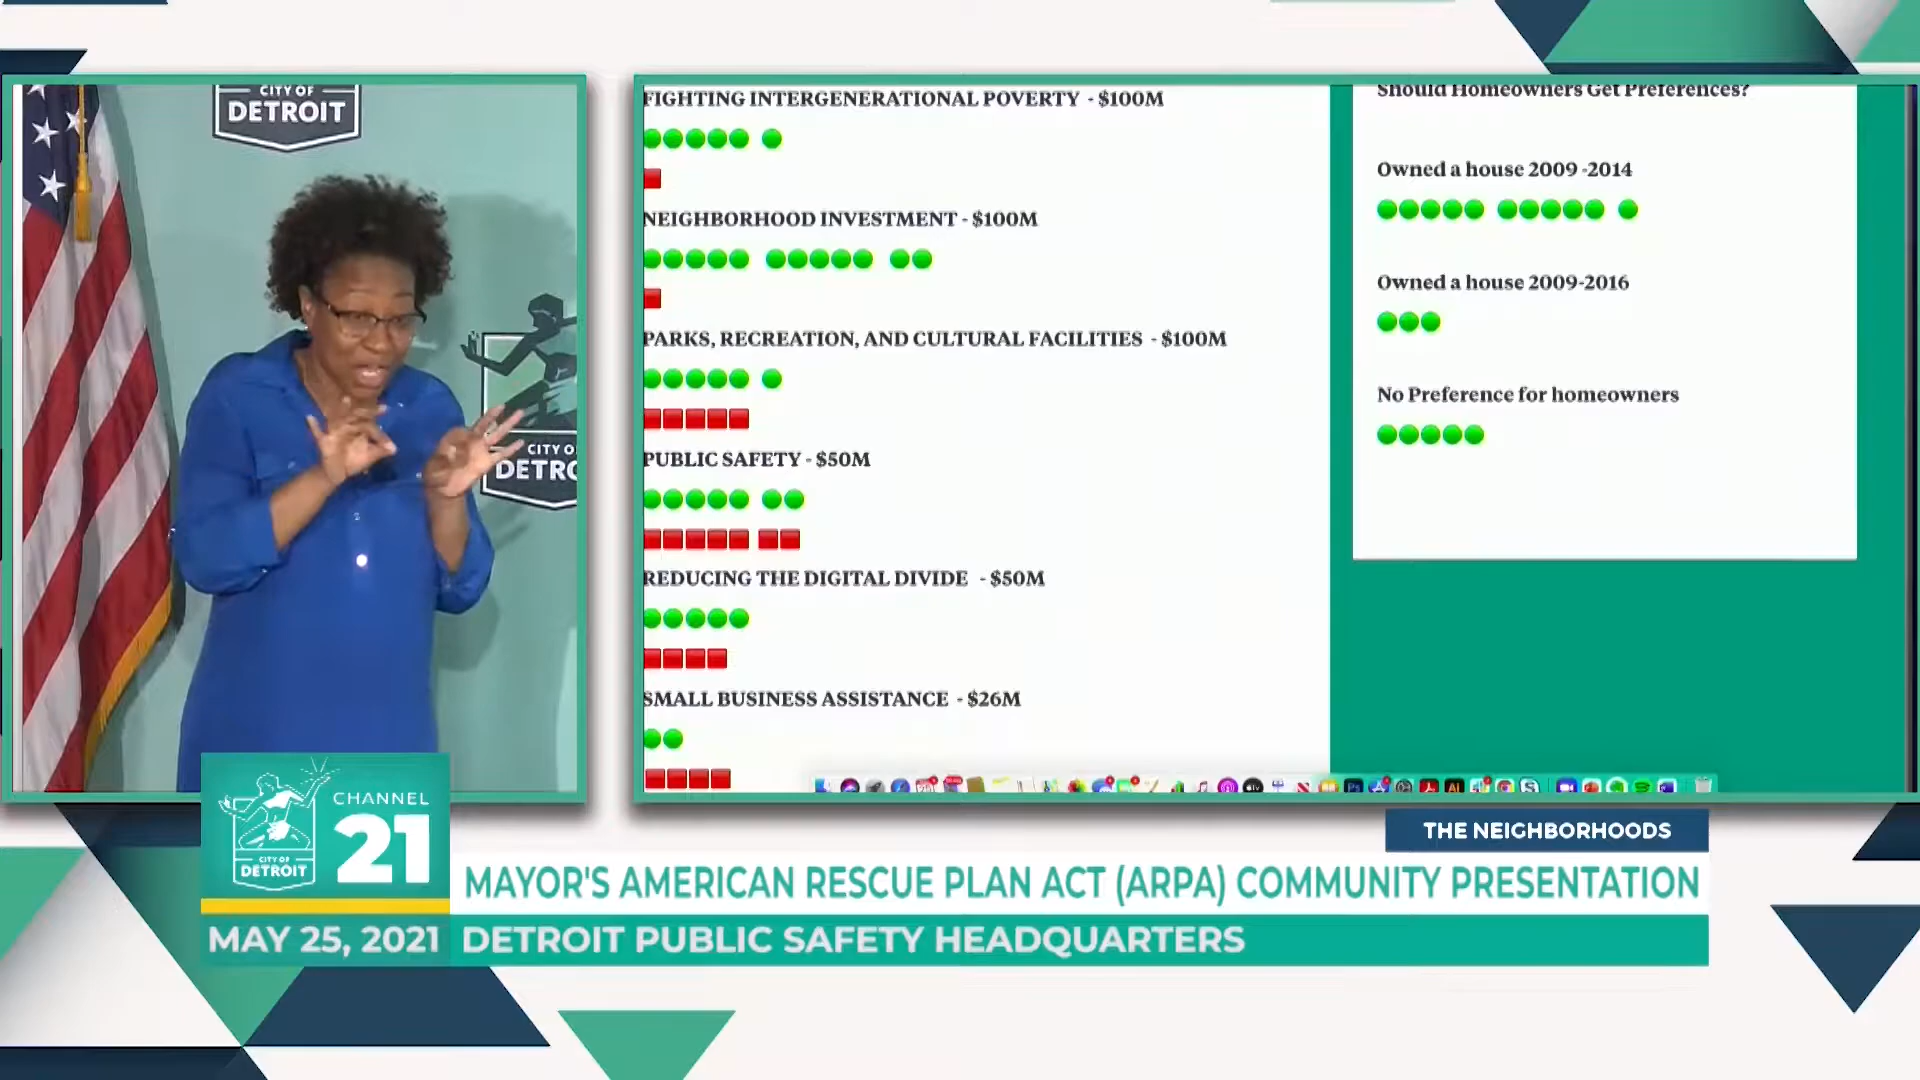 CITY OF
DETROIT
CITY O
DETRO
FIGHTING INTERGENERATIONAL POVERTY - $100M
NEIGHBORHOOD INVESTMENT - $100M
PARKS, RECREATION, AND CULTURAL FACILITIES - $100M
PUBLIC SAFETY - $50M
REDUCING THE DIGITAL DIVIDE - $50M
SMALL BUSINESS ASSISTANCE - $26M
Should Homeowners Get Preferences?
Owned a house 2009 -2014
Owned a house 2009-2016
No Preference for homeowners
THE NEIGHBORHOODS
CHANNEL
21
CITY OF
DETROIT
MAYOR'S AMERICAN RESCUE PLAN ACT (ARPA) COMMUNITY PRESENTATION
MAY 25, 2021
DETROIT PUBLIC SAFETY HEADQUARTERS